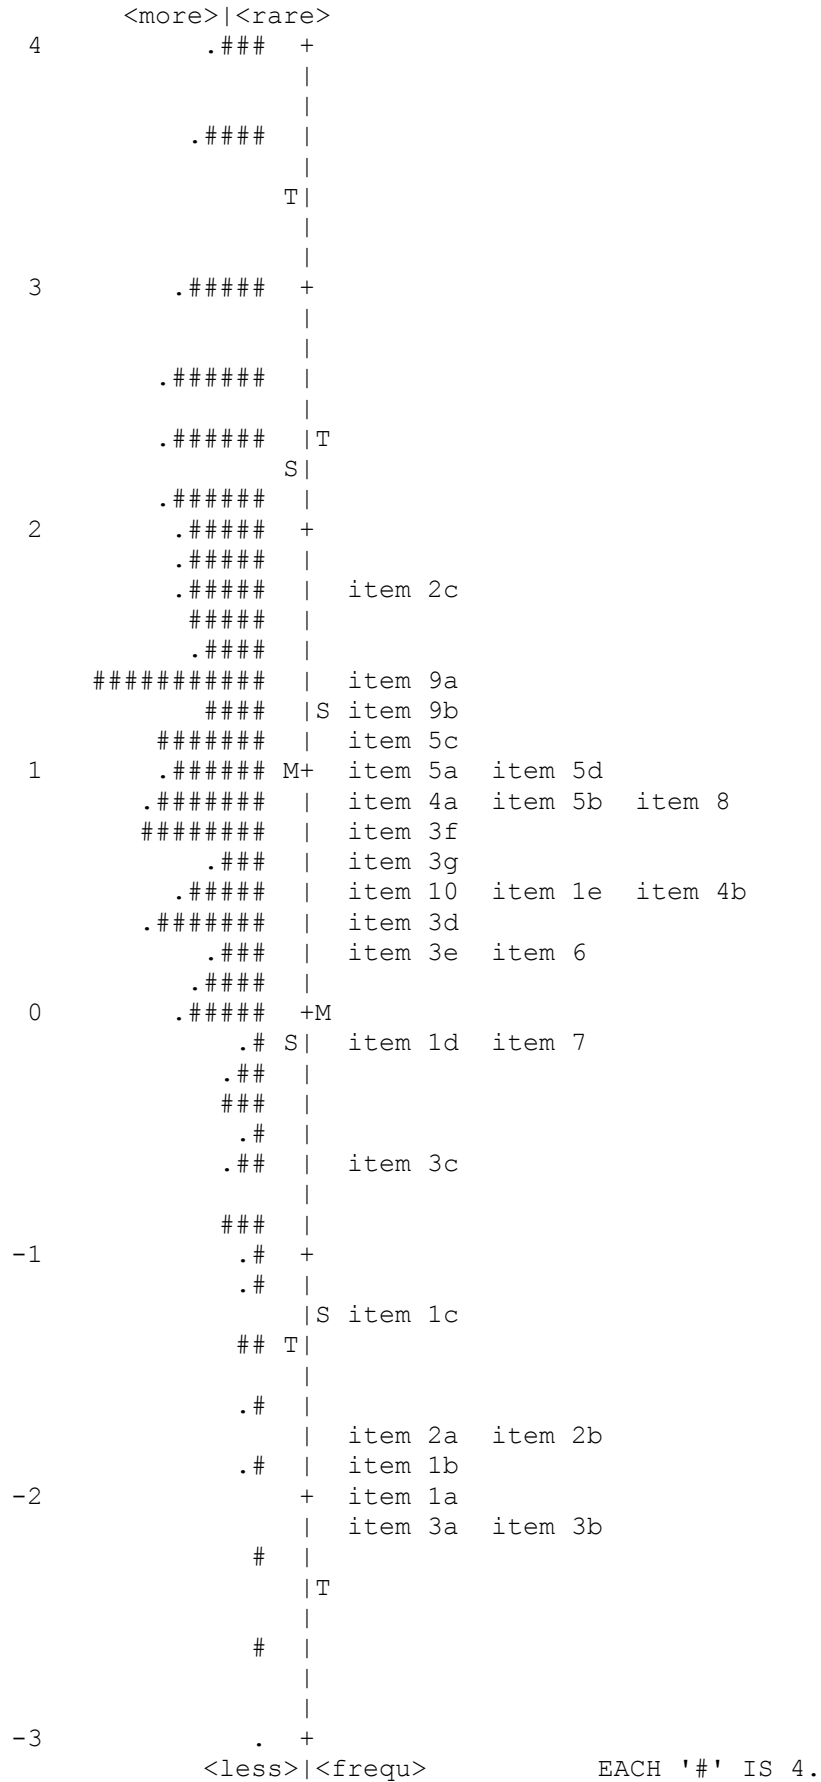 <more>|<rare>
4 .### +
|
|
.#### |
|
T|
|
|
3 .##### +
|
|
.###### |
|
.###### |T
S|
.###### |
2 .##### +
.##### |
.##### | item 2c
##### |
.#### |
########### | item 9a
#### |S item 9b
####### | item 5c
1 .###### M+ item 5a item 5d
.####### | item 4a item 5b item 8
######## | item 3f
.### | item 3g
.##### | item 10 item 1e item 4b
.####### | item 3d
.### | item 3e item 6
.#### |
0 .##### +M
.# S| item 1d item 7
.## |
### |
.# |
.## | item 3c
|
### |
-1 .# +
.# |
|S item 1c
## T|
|
.# |
| item 2a item 2b
.# | item 1b
-2 + item 1a
| item 3a item 3b
# |
|T
|
# |
|
|
-3 . +
<less>|<frequ> EACH '#' IS 4.